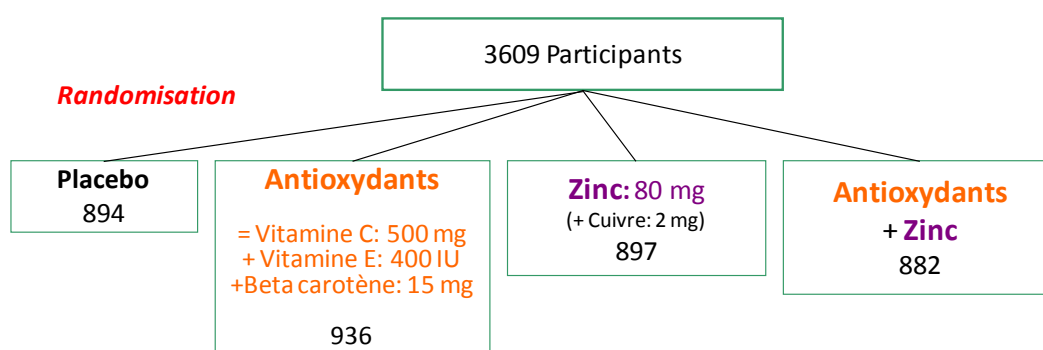 3609 Participants
Randomisation
Placebo
894
Antioxydants
= Vitamine C: 500 mg
+ Vitamine E: 400 IU
+Beta carotène: 15 mg
936
Zinc: 80 mg
(+ Cuivre: 2 mg)
897
Antioxydants
+ Zinc
882